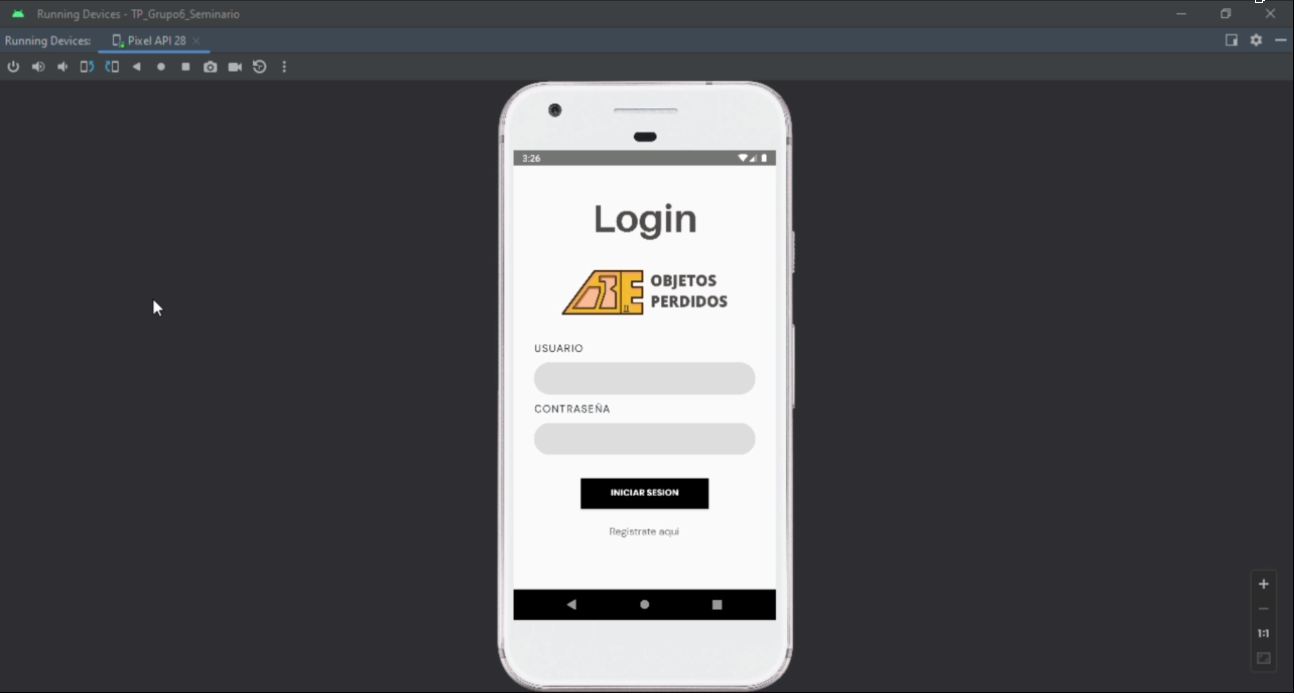 Running Devices - TP_Grupo6_Seminario
Running Devices: Pixel API 28
3:26
Login
OBJETOS
PERDIDOS
USUARIO
CONTRASEÑA
INICIAR SESION
Registrate aqui
1:1